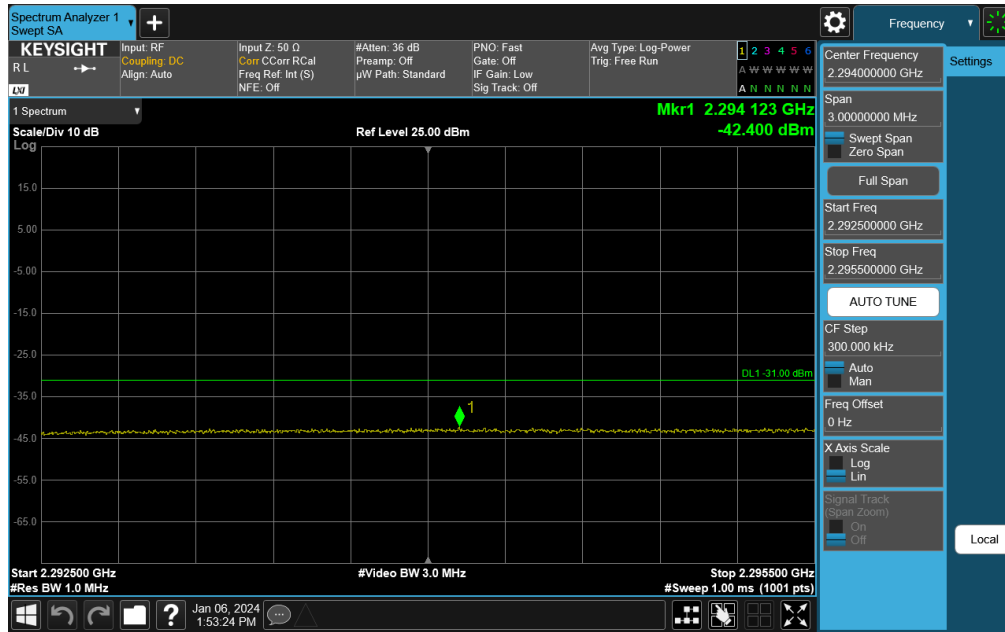 Spectrum Analyzer 1
Swept SA
+
Frequency
KEYSIGHT
R L
LXI
Input: RF
Coupling: DC
Align: Auto
Input Z: 50 Ω
Corr CCorr RCal
Freq Ref: Int (S)
NFE: Off
#Atten: 36 dB
Preamp: Off
µW Path: Standard
PNO: Fast
Gate: Off
IF Gain: Low
Sig Track: Off
Avg Type: Log-Power
Trig: Free Run
1 2 3 4 5 6
A W W W W W
A N N N N N
1 Spectrum
Scale/Div 10 dB
Log
Ref Level 25.00 dBm
Mkr1 2.294 123 GHz
-42.400 dBm
15.0
5.00
-5.00
-15.0
-25.0
DL1 -31.00 dBm
-35.0
1
-45.0
-55.0
-65.0
Start 2.292500 GHz
#Video BW 3.0 MHz
Stop 2.295500 GHz
#Res BW 1.0 MHz
#Sweep 1.00 ms (1001 pts)
?
Jan 06, 2024
1:53:24 PM
Center Frequency
2.294000000 GHz
Settings
Span
3.00000000 MHz
Swept Span
Zero Span
Full Span
Start Freq
2.292500000 GHz
Stop Freq
2.295500000 GHz
AUTO TUNE
CF Step
300.000 kHz
Auto
Man
Freq Offset
0 Hz
X Axis Scale
Log
Lin
Signal Track
(Span Zoom)
On
Off
Local